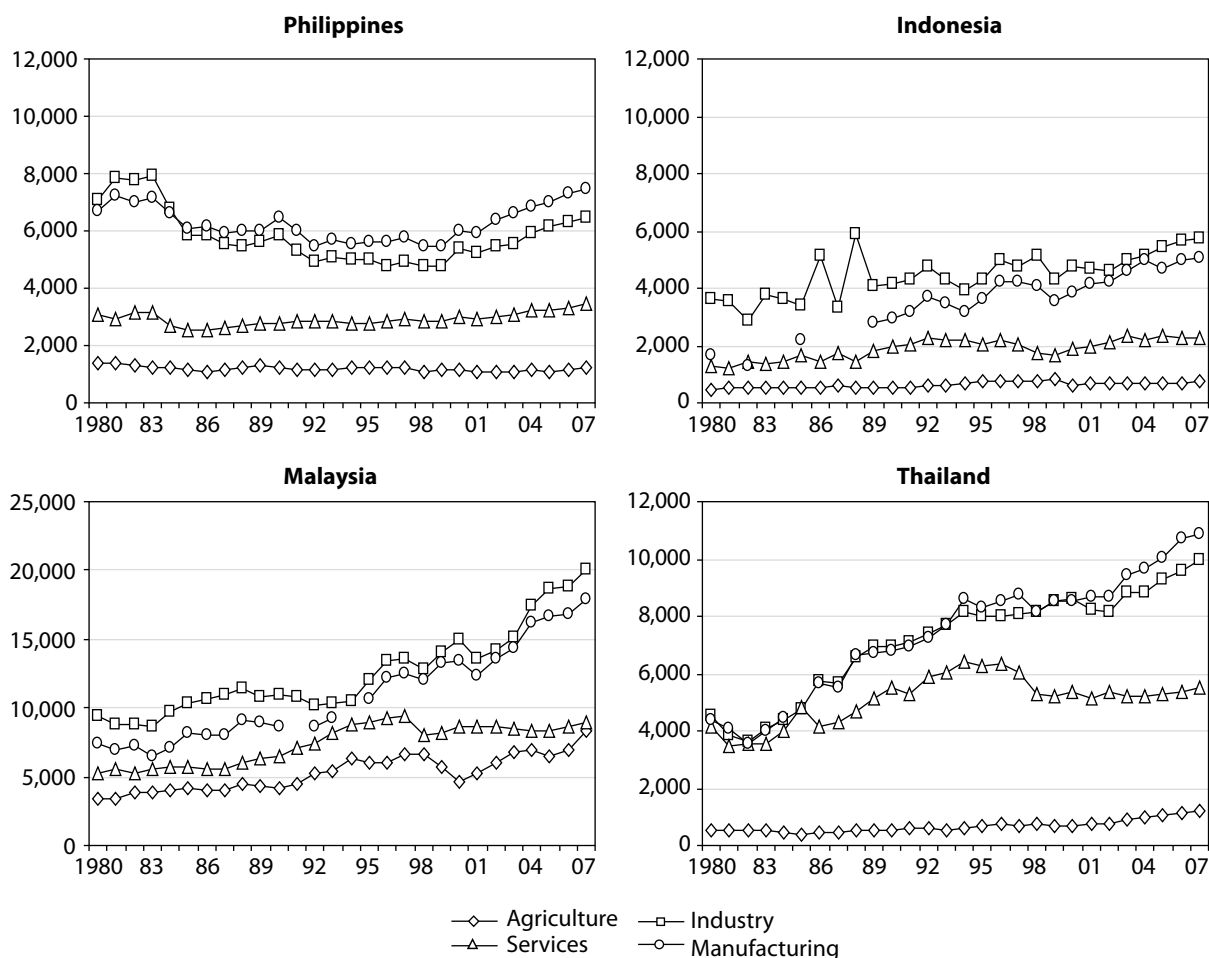 Philippines
12,000
10,000
8,000
6,000
4,000
2,000
0
1980 83 86 89 92 95 98 01 04 07
Indonesia
12,000
10,000
8,000
6,000
4,000
2,000
0
1980 83 86 89 92 95 98 01 04 07
Malaysia
25,000
20,000
15,000
10,000
5,000
0
1980 83 86 89 92 95 98 01 04 07
Thailand
12,000
10,000
8,000
6,000
4,000
2,000
0
1980 83 86 89 92 95 98 01 04 07
Agriculture Industry
Services Manufacturing